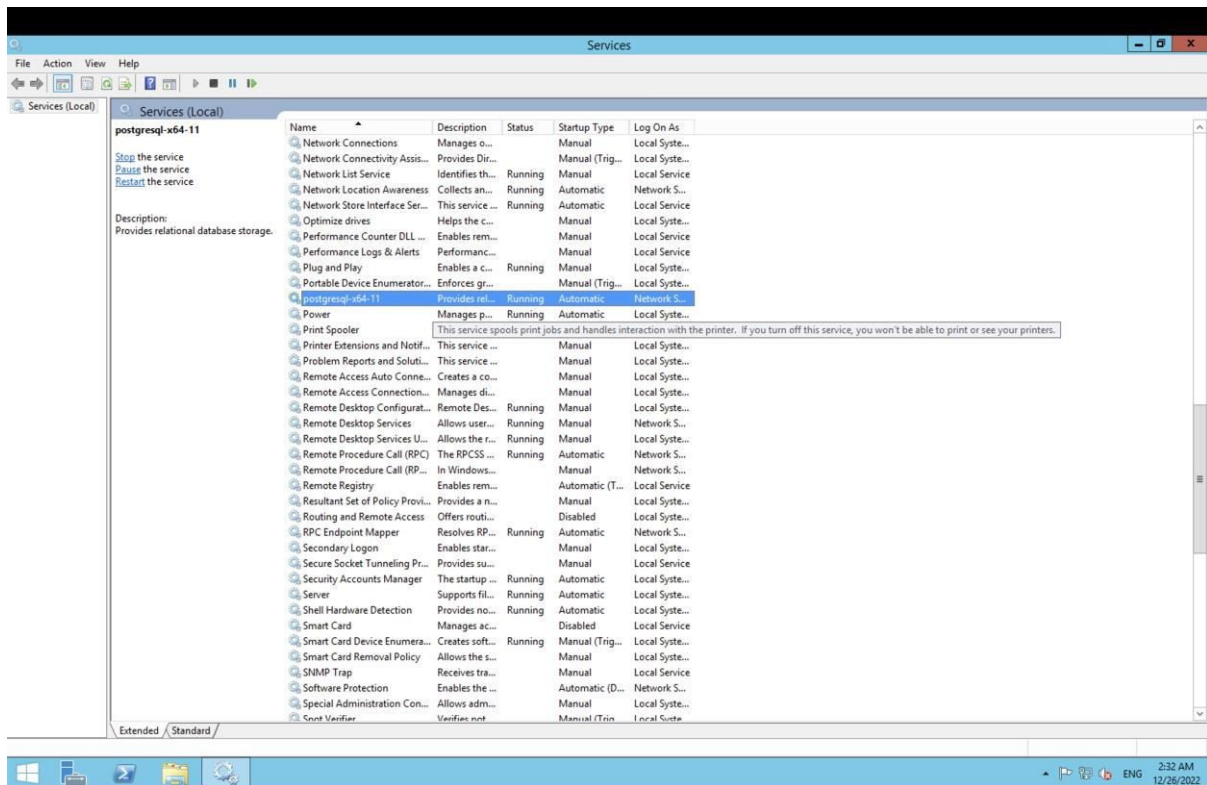 Services
File Action View Help
Services (Local)
Services (Local)
postgresql-x64-11
Stop the service
Pause the service
Restart the service
Description:
Provides relational database storage.
Name Description Status Startup Type Log On As
Network Connections Manages o... Manual Local Syste...
Network Connectivity Assis... Provides Dir... Manual (Trig... Local Syste...
Network List Service Identifies th... Running Manual Local Service
Network Location Awareness Collects an... Running Automatic Network S...
Network Store Interface Ser... This service ... Running Automatic Local Service
Optimize drives Helps the c... Manual Local Syste...
Performance Counter DLL ... Enables rem... Manual Local Service
Performance Logs & Alerts Performanc... Manual Local Service
Plug and Play Enables a c... Running Manual Local Syste...
Portable Device Enumerator... Enforces gr... Manual (Trig... Local Syste...
postgresql-x64-11 Provides rel... Running Automatic Network S...
Power Manages p... Running Automatic Local Syste...
Print Spooler This service spools print jobs and handles interaction with the printer. If you turn off this service, you won't be able to print or see your printers.
Printer Extensions and Notif... This service ... Manual Local Syste...
Problem Reports and Soluti... This service ... Manual Local Syste...
Remote Access Auto Conne... Creates a co... Manual Local Syste...
Remote Access Connection... Manages di... Manual Local Syste...
Remote Desktop Configurat... Remote Des... Running Manual Local Syste...
Remote Desktop Services Allows user... Running Manual Network S...
Remote Desktop Services U... Allows the r... Running Manual Local Syste...
Remote Procedure Call (RPC) The RPCSS ... Running Automatic Network S...
Remote Procedure Call (RP... In Windows... Manual Network S...
Remote Registry Enables rem... Automatic (T... Local Service
Resultant Set of Policy Provi... Provides a n... Manual Local Syste...
Routing and Remote Access Offers routi... Disabled Local Syste...
RPC Endpoint Mapper Resolves RP... Running Automatic Network S...
Secondary Logon Enables star... Manual Local Syste...
Secure Socket Tunneling Pr... Provides su... Manual Local Service
Security Accounts Manager The startup ... Running Automatic Local Syste...
Server Supports fil... Running Automatic Local Syste...
Shell Hardware Detection Provides no... Running Automatic Local Syste...
Smart Card Manages ac... Disabled Local Service
Smart Card Device Enumera... Creates soft... Running Manual (Trig... Local Syste...
Smart Card Removal Policy Allows the s... Manual Local Syste...
SNMP Trap Receives tra... Manual Local Service
Software Protection Enables the ... Automatic (D... Network S...
Special Administration Con... Allows adm... Manual Local Syste...
Spot Verifier Verifies pot... Manual (Trig... Local Syste...
Extended Standard
ENG 2:32 AM
12/26/2022